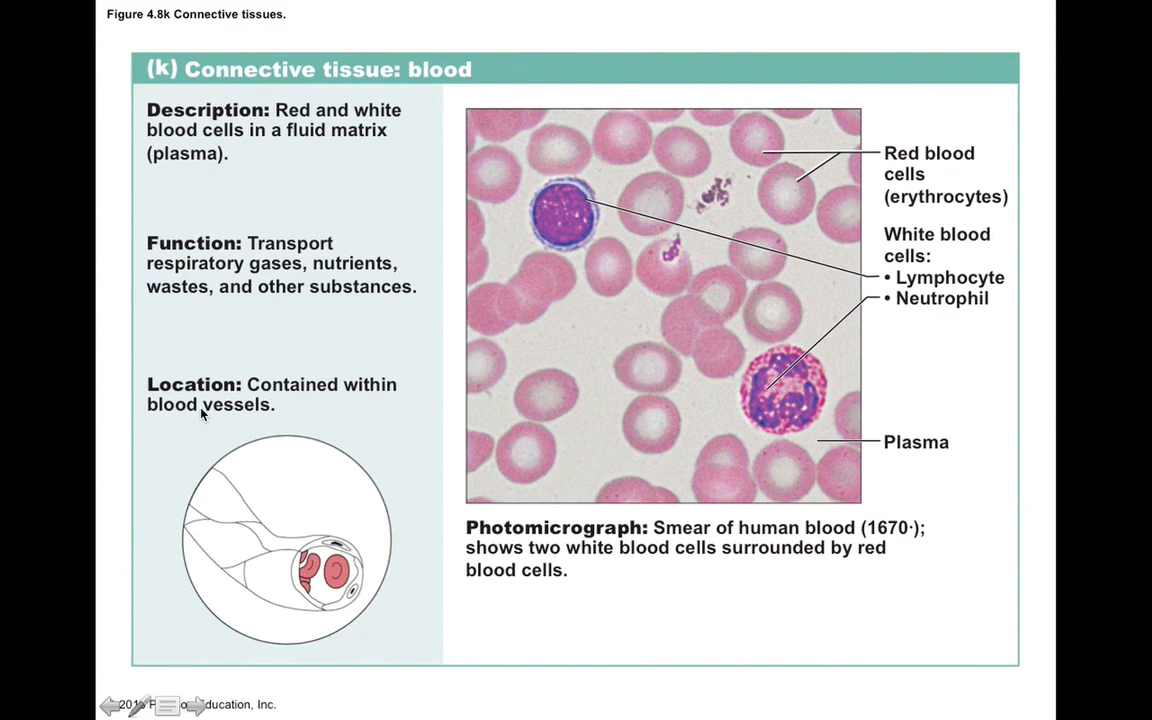 Figure 4.8k Connective tissues.
(k) Connective tissue: blood
Description: Red and white
blood cells in a fluid matrix
(plasma).
Function: Transport
respiratory gases, nutrients,
wastes, and other substances.
Location: Contained within
blood vessels.
Red blood
cells
(erythrocytes)
White blood
cells:
• Lymphocyte
• Neutrophil
Plasma
Photomicrograph: Smear of human blood (1670·);
shows two white blood cells surrounded by red
blood cells.
Education, Inc.